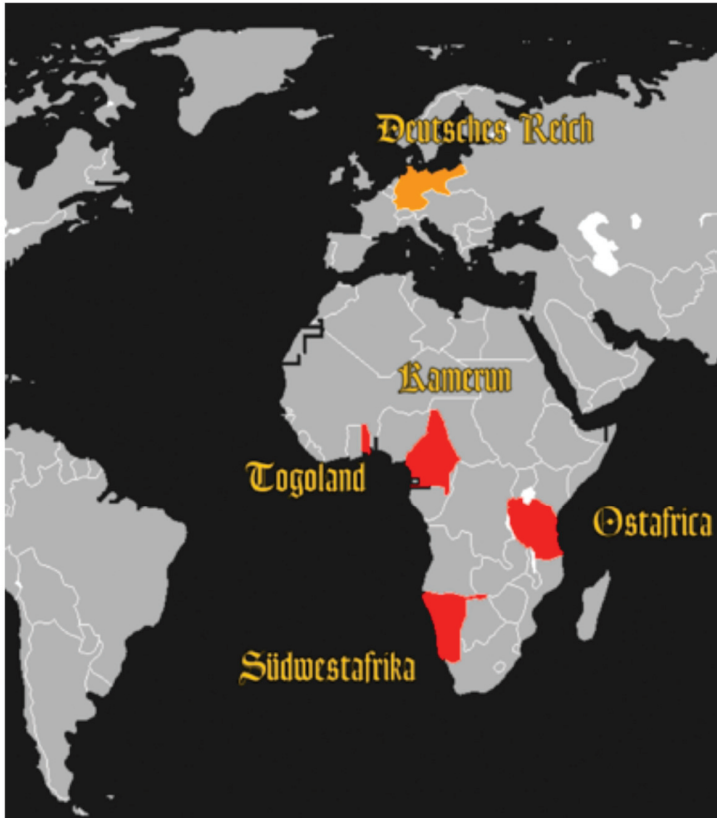 Deutsches Reich
Kamerun
Togoland
Ostafrica
Südwestafrika